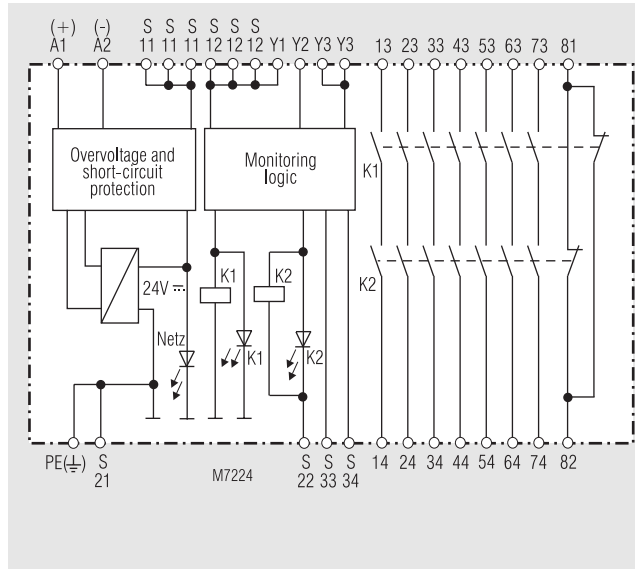 (+) (-) S S S S S S
A1 A2 11 11 11 12 12 12 Y1 Y2 Y3 Y3 13 23 33 43 53 63 73 81
Overvoltage and
short-circuit
protection
Monitoring
logic
K1
K1 K2
K2
24V
Netz
K1 K2
PE(⏚) S S S S 14 24 34 44 54 64 74 82
21 M7224 22 33 34